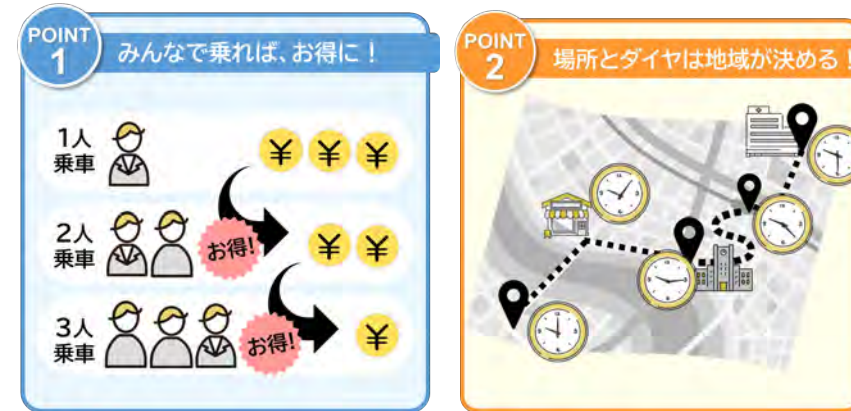 POINT
1
みんなで乗れば、お得に！
1人
乗車
¥ ¥ ¥
2人
乗車
お得!
¥ ¥
3人
乗車
お得!
¥
POINT
2
場所とダイヤは地域が決める！